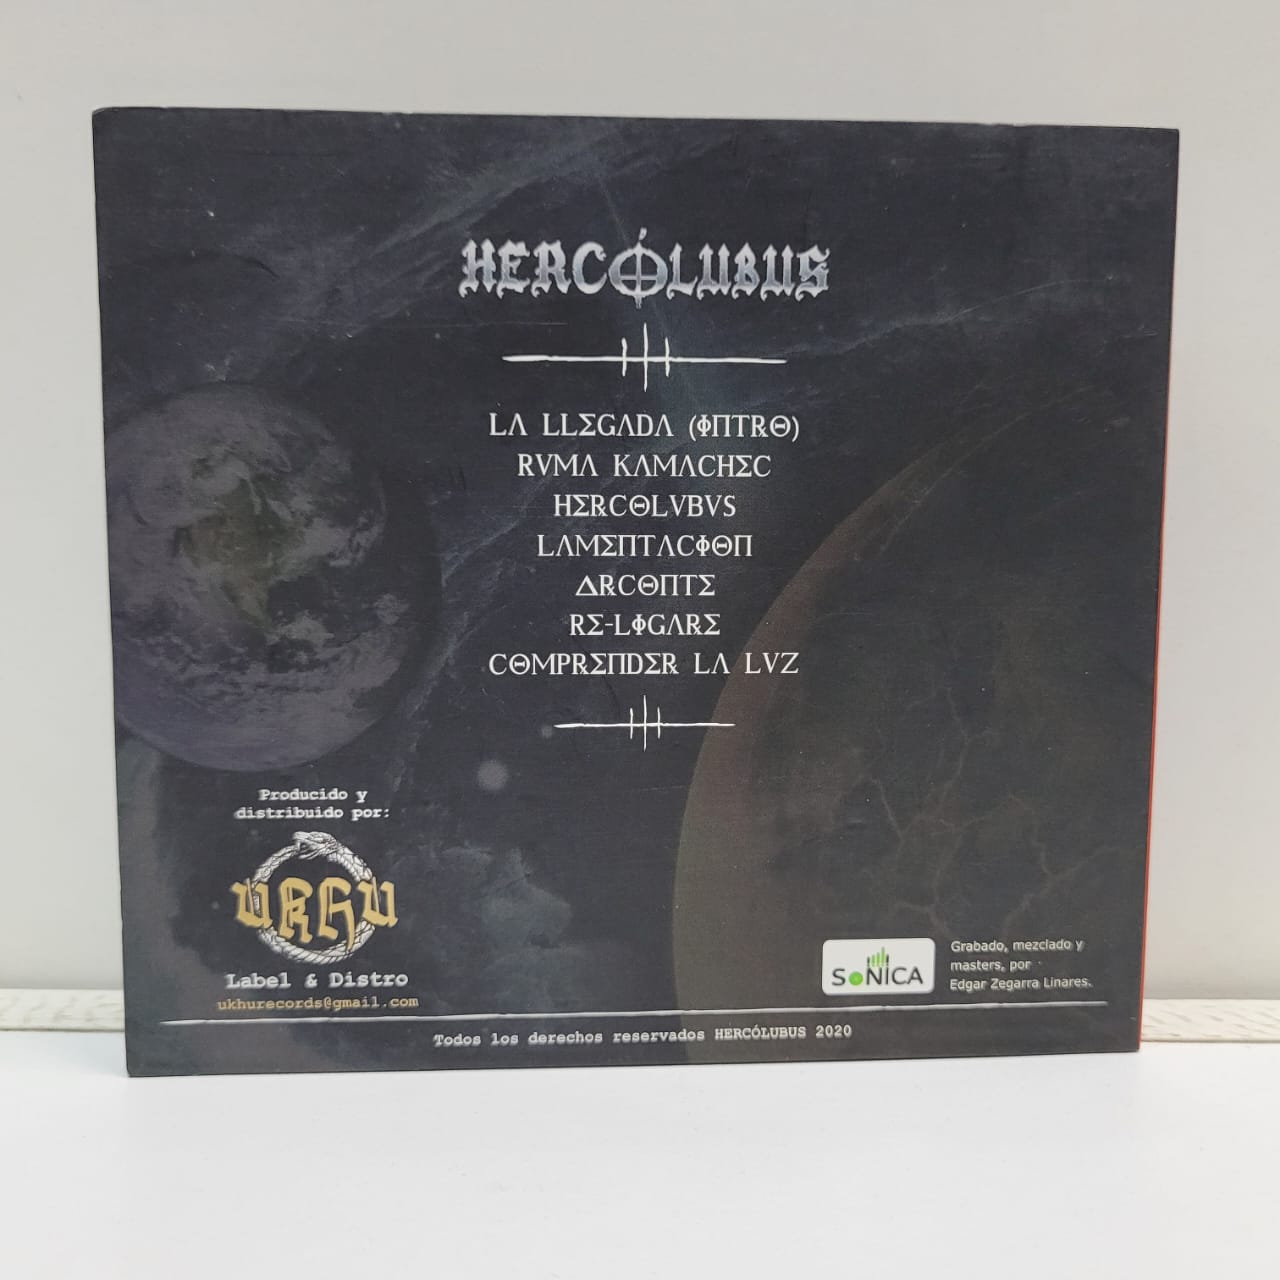 HERCÓLUBUS
LA LLEGADA (INTRO)
RUMA KAMACHEC
HERCOLUBUS
LAMENTACION
ARCONTE
RE-LIGARE
COMPRENDER LA LUZ
Producido y
distribuido por:
UKHU
Label & Distro
ukhurecords@gmail.com
SONICA
Grabado, mezclado y
masters, por
Edgar Zegarra Linares.
Todos los derechos reservados HERCÓLUBUS 2020